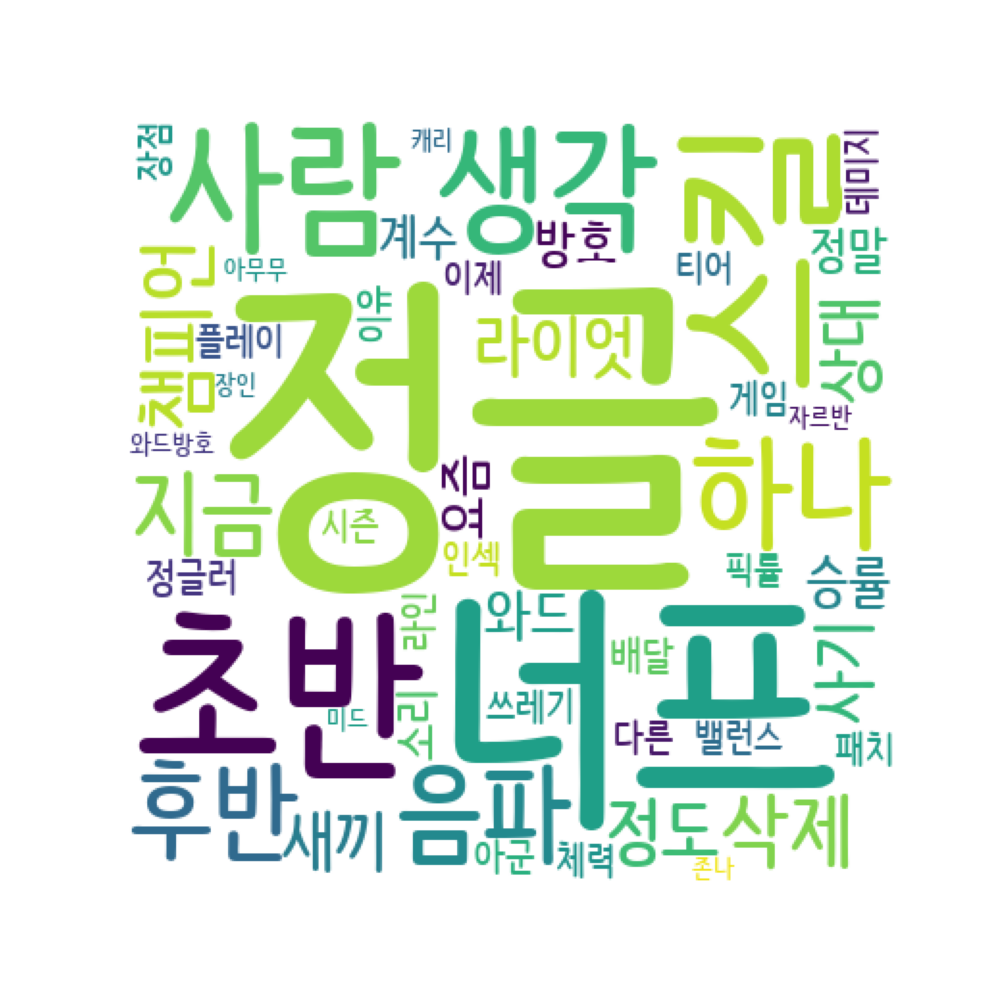 장점
사람
캐리
생각
스킬
데미지
챔피언
아무무
계수
방호
이제
티어
정말
플레이
양
라이엇
상대
장인
정글
게임
자르반
와드방호
지금
시즌
요즘
인섹
하나
정글러
픽률
승률
초반
라인
와드
너프
배달
사기
미드
소리
쓰레기
다른
밸런스
패치
후반
새끼
음파
정도
삭제
아군
체력
존나